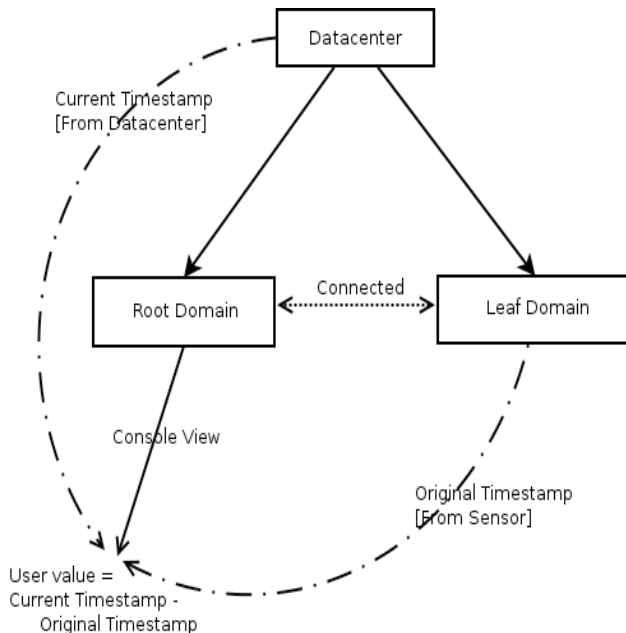 Datacenter
Current Timestamp
[From Datacenter]
Connected
Root Domain
Leaf Domain
Console View
Original Timestamp
[From Sensor]
User value =
Current Timestamp -
Original Timestamp